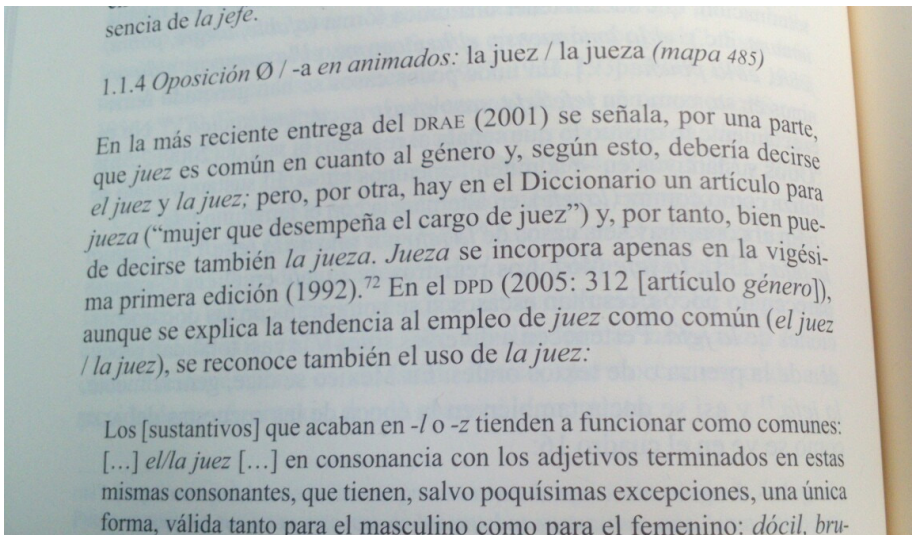 sencia de la jefe.
1.1.4 Oposición Ø / -a en animados: la juez / la jueza (mapa 485)
En la más reciente entrega del DRAE (2001) se señala, por una parte,
que juez es común en cuanto al género y, según esto, debería decirse
el juez y la juez; pero, por otra, hay en el Diccionario un artículo para
jueza (“mujer que desempeña el cargo de juez”) y, por tanto, bien pue-
de decirse también la jueza. Jueza se incorpora apenas en la vigési-
ma primera edición (1992).72 En el DPD (2005: 312 [artículo género]),
aunque se explica la tendencia al empleo de juez como común (el juez
/ la juez), se reconoce también el uso de la juez:
Los [sustantivos] que acaban en -l o -z tienden a funcionar como comunes:
[...] el/la juez [...] en consonancia con los adjetivos terminados en estas
mismas consonantes, que tienen, salvo poquísimas excepciones, una única
forma, válida tanto para el masculino como para el femenino: dócil, bru-